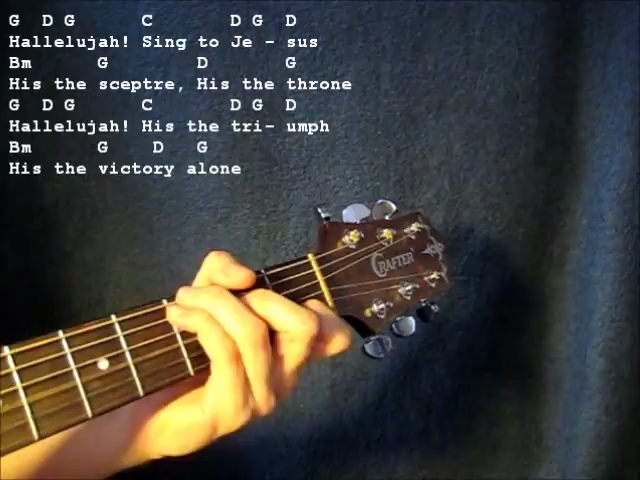 G  D G      C       D G  D
Hallelujah! Sing to Je - sus
Bm      G        D       G
His the sceptre, His the throne
G  D G      C       D G  D
Hallelujah! His the tri- umph
Bm      G    D   G
His the victory alone
CRAFTER